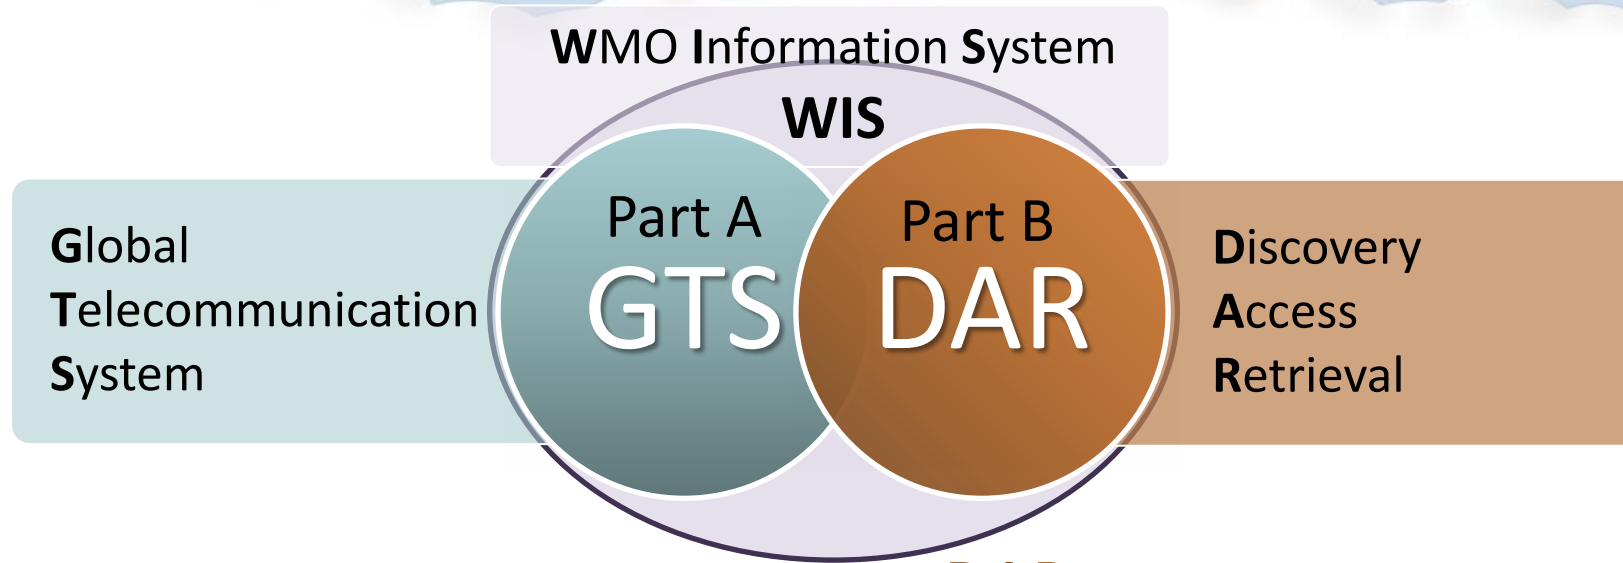 WMO Information System
WIS
Part A
GTS
Part B
DAR
Global
Telecommunication
System
Discovery
Access
Retrieval